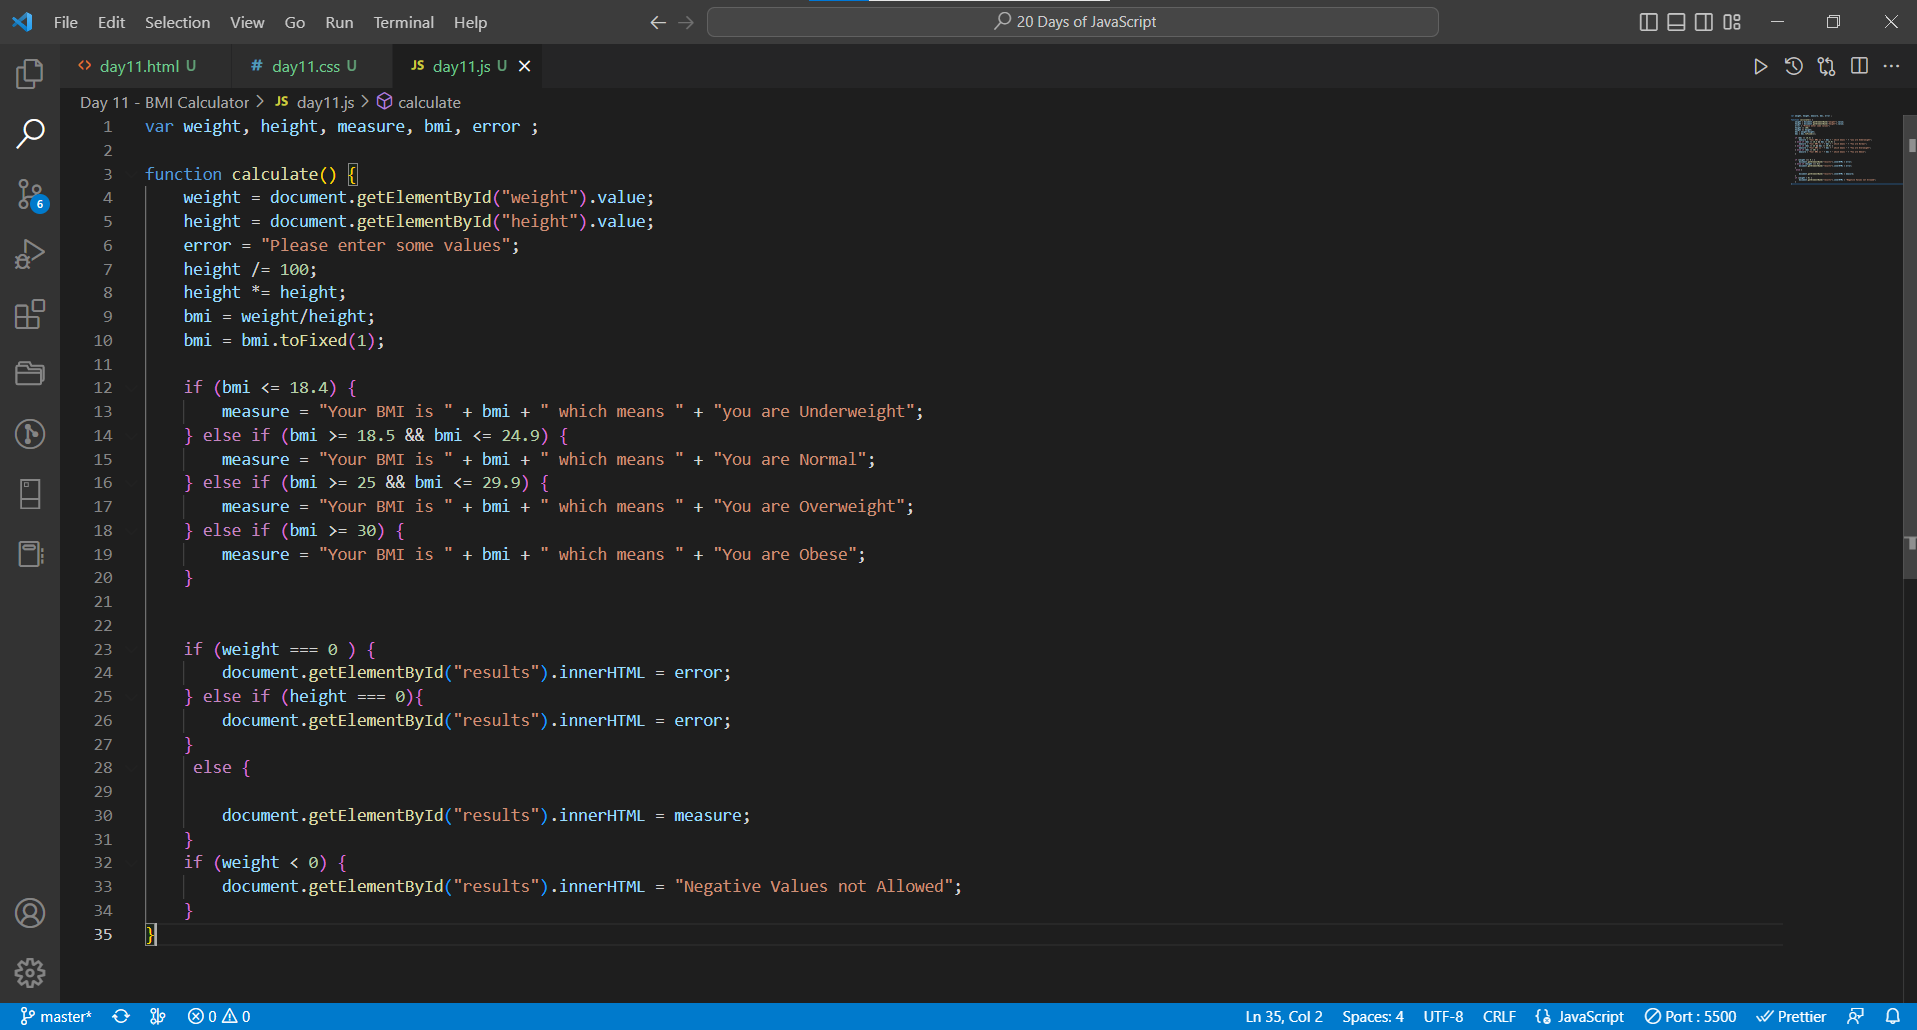 File Edit Selection View Go Run Terminal Help 20 Days of JavaScript
day11.html U day11.css U JS day11.js U
Day 11 - BMI Calculator > JS day11.js > calculate
1 var weight, height, measure, bmi, error ;
2
3 function calculate() {
4 weight = document.getElementById("weight").value;
5 height = document.getElementById("height").value;
6 error = "Please enter some values";
7 height /= 100;
8 height *= height;
9 bmi = weight/height;
10 bmi = bmi.toFixed(1);
11
12 if (bmi <= 18.4) {
13 measure = "Your BMI is " + bmi + " which means " + "you are Underweight";
14 } else if (bmi >= 18.5 && bmi <= 24.9) {
15 measure = "Your BMI is " + bmi + " which means " + "You are Normal";
16 } else if (bmi >= 25 && bmi <= 29.9) {
17 measure = "Your BMI is " + bmi + " which means " + "You are Overweight";
18 } else if (bmi >= 30) {
19 measure = "Your BMI is " + bmi + " which means " + "You are Obese";
20 }
21
22
23 if (weight === 0 ) {
24 document.getElementById("results").innerHTML = error;
25 } else if (height === 0){
26 document.getElementById("results").innerHTML = error;
27 }
28 else {
29
30 document.getElementById("results").innerHTML = measure;
31 }
32 if (weight < 0) {
33 document.getElementById("results").innerHTML = "Negative Values not Allowed";
34 }
35 }
6
master* 0 0 Ln 35, Col 2 Spaces: 4 UTF-8 CRLF JavaScript Port : 5500 Prettier